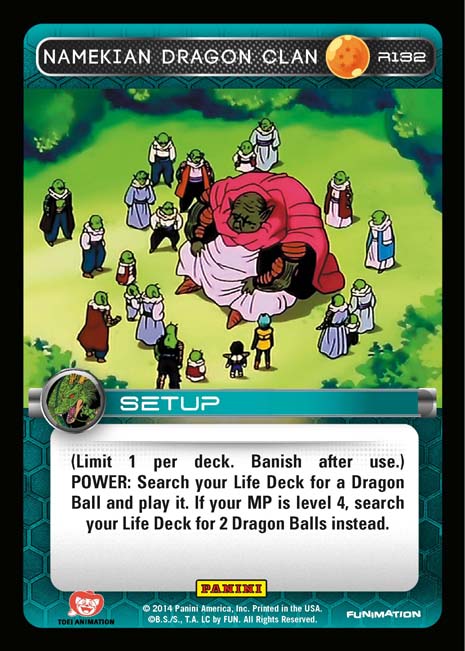 NAMEKIAN DRAGON CLAN R132
SETUP
(Limit 1 per deck. Banish after use.)
POWER: Search your Life Deck for a Dragon
Ball and play it. If your MP is level 4, search
your Life Deck for 2 Dragon Balls instead.
PANINI
© 2014 Panini America, Inc. Printed in the USA.
©B.S./S., T.A. LC by FUN. All Rights Reserved.
TOEI ANIMATION
FUNIMATION